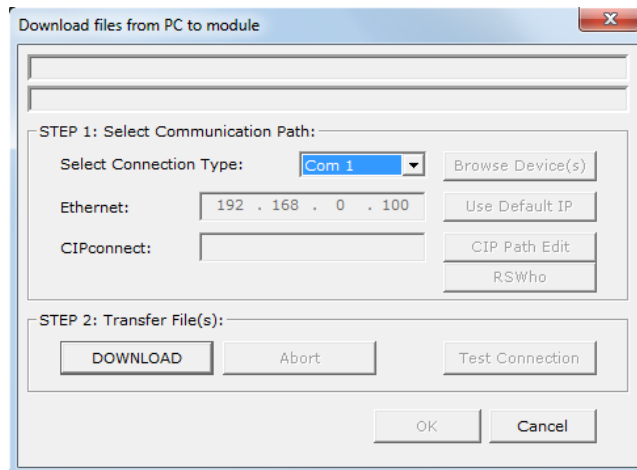 Download files from PC to module
STEP 1: Select Communication Path:
Select Connection Type: Com 1 Browse Device(s)
Ethernet: 192 . 168 . 0 . 100 Use Default IP
CIPconnect: CIP Path Edit
RSWho
STEP 2: Transfer File(s):
DOWNLOAD Abort Test Connection
OK Cancel